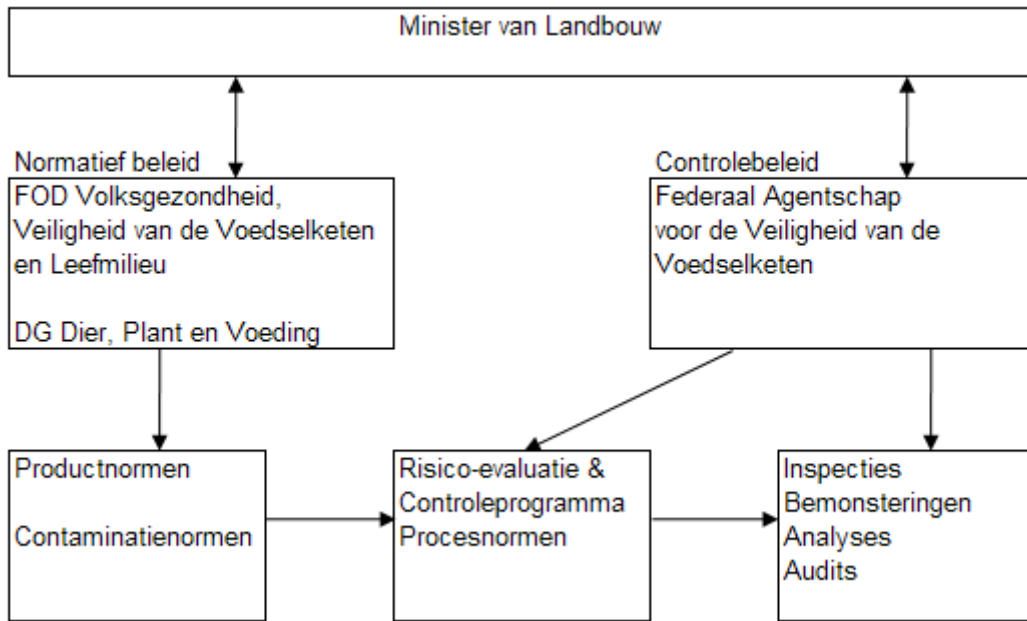 Minister van Landbouw
Normatief beleid
FOD Volksgezondheid,
Veiligheid van de Voedselketen
en Leefmilieu
DG Dier, Plant en Voeding
Controlebeleid
Federaal Agentschap
voor de Veiligheid van de
Voedselketen
Productnormen
Contaminatienormen
Risico-evaluatie &
Controleprogramma
Procesnormen
Inspecties
Bemonsteringen
Analyses
Audits